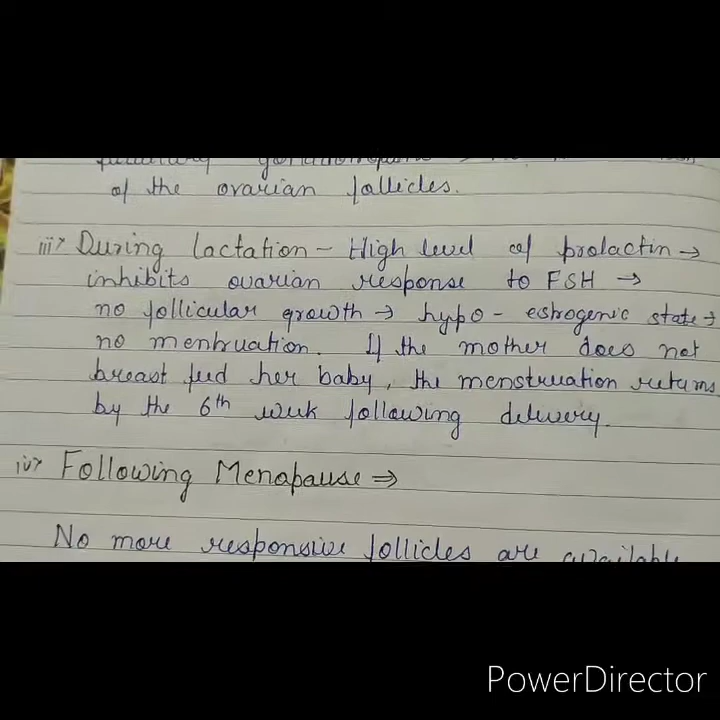 of the ovarian follicles.
iii> During lactation – High level of prolactin →
inhibits ovarian response to FSH →
no follicular growth → hypo - estrogenic state →
no menstruation. If the mother does not
breast feed her baby, the menstruation returns
by the 6th week following delivery.
iv> Following Menopause ⇒
No more responsive follicles are available
PowerDirector